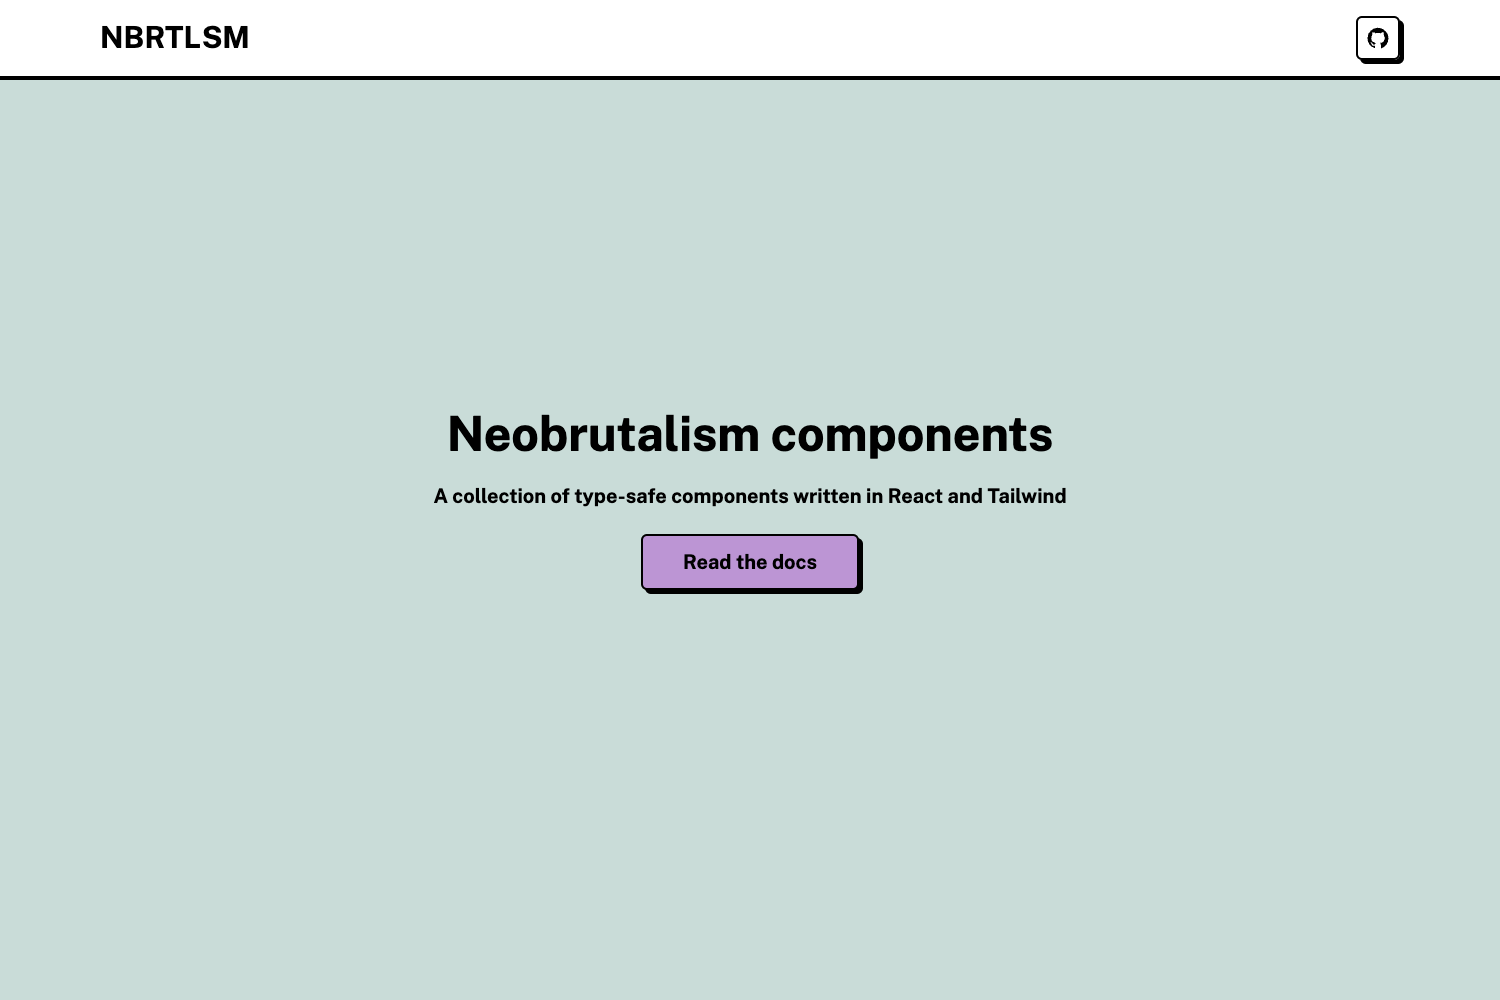 NBRTLSM
Neobrutalism components
A collection of type-safe components written in React and Tailwind
Read the docs